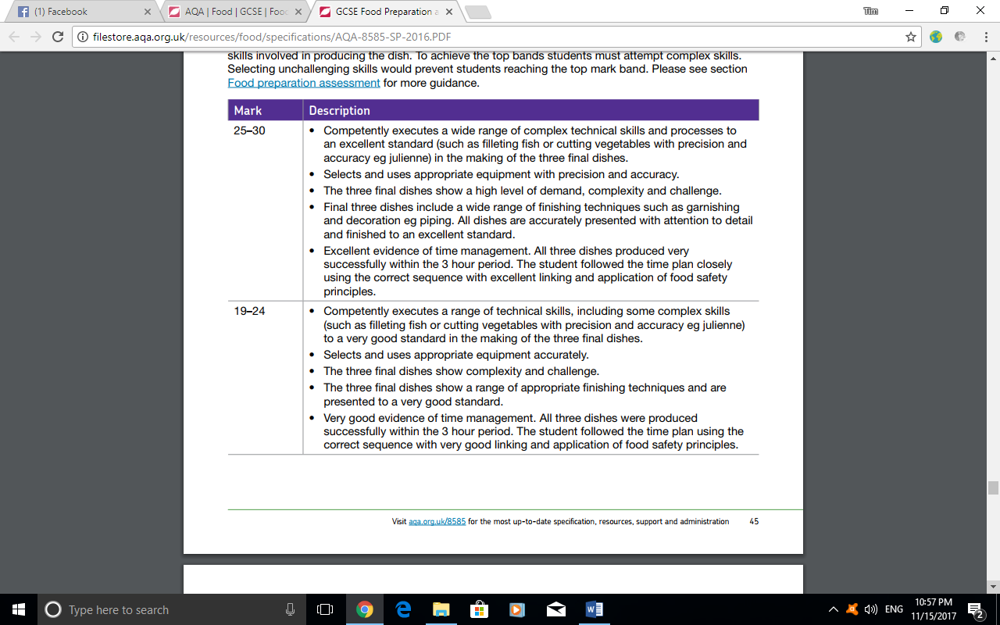 (1) Facebook
AQA | Food | GCSE | Food
GCSE Food Preparation a
Tim
filestore.aqa.org.uk/resources/food/specifications/AQA-8585-SP-2016.PDF
skills involved in producing the dish. To achieve the top bands students must attempt complex skills.
Selecting unchallenging skills would prevent students reaching the top mark band. Please see section
Food preparation assessment for more guidance.
Mark Description
25–30 • Competently executes a wide range of complex technical skills and processes to
an excellent standard (such as filleting fish or cutting vegetables with precision and
accuracy eg julienne) in the making of the three final dishes.
• Selects and uses appropriate equipment with precision and accuracy.
• The three final dishes show a high level of demand, complexity and challenge.
• Final three dishes include a wide range of finishing techniques such as garnishing
and decoration eg piping. All dishes are accurately presented with attention to detail
and finished to an excellent standard.
• Excellent evidence of time management. All three dishes produced very
successfully within the 3 hour period. The student followed the time plan closely
using the correct sequence with excellent linking and application of food safety
principles.
19–24 • Competently executes a range of technical skills, including some complex skills
(such as filleting fish or cutting vegetables with precision and accuracy eg julienne)
to a very good standard in the making of the three final dishes.
• Selects and uses appropriate equipment accurately.
• The three final dishes show complexity and challenge.
• The three final dishes show a range of appropriate finishing techniques and are
presented to a very good standard.
• Very good evidence of time management. All three dishes were produced
successfully within the 3 hour period. The student followed the time plan using the
correct sequence with very good linking and application of food safety principles.
Visit aqa.org.uk/8585 for the most up-to-date specification, resources, support and administration 45
Type here to search
ENG
10:57 PM
11/15/2017
2